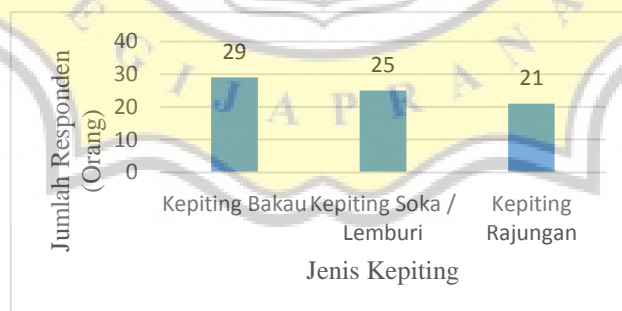 E G I J A P R A N A
Jumlah Responden
(Orang)
40
30
20
10
0
29
25
21
Kepiting Bakau
Kepiting Soka /
Lemburi
Kepiting
Rajungan
Jenis Kepiting